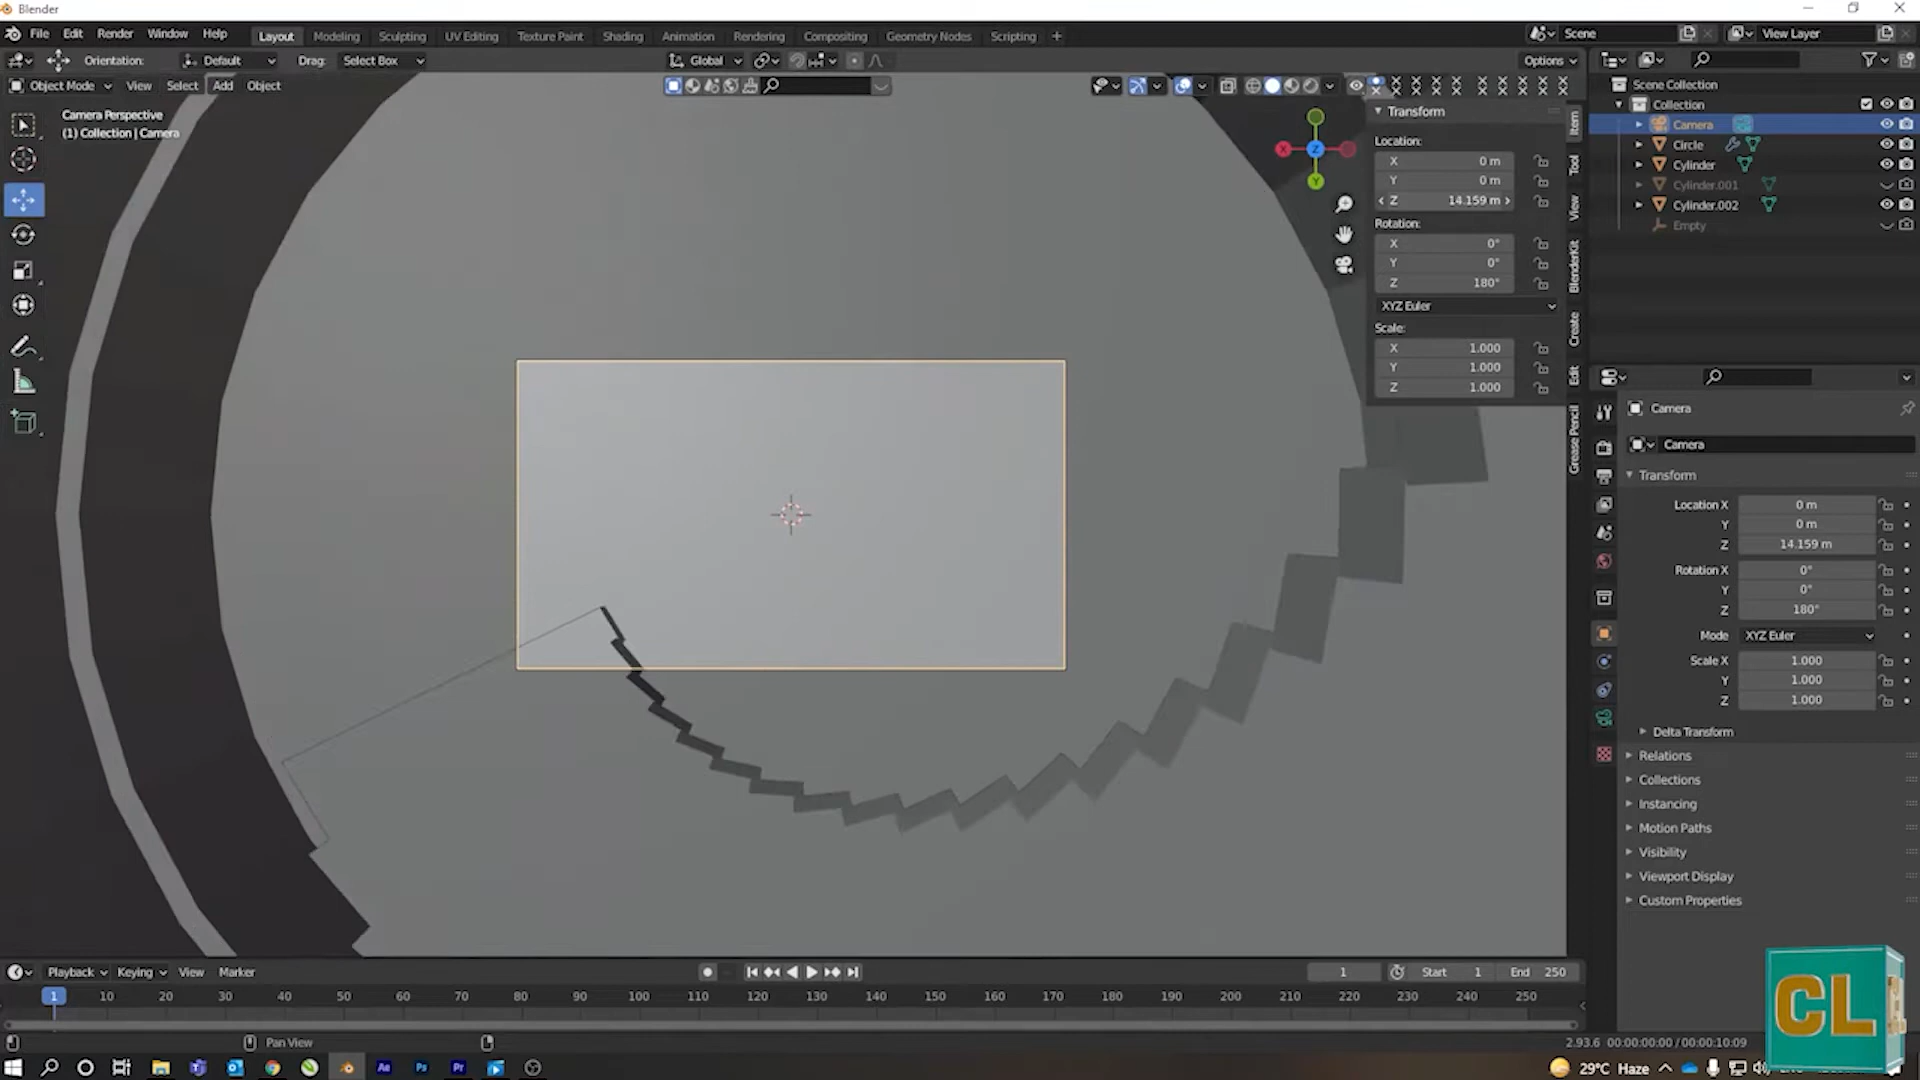 Blender
File Edit Render Window Help Layout Modeling Sculpting UV Editing Texture Paint Shading Animation Rendering Compositing Geometry Nodes Scripting + Scene View Layer
Orientation: Default Drag: Select Box Global Options
Object Mode View Select Add Object
Camera Perspective
(1) Collection | Camera
X Z Y
Transform
Location:
X 0 m
Y 0 m
Z 14.159 m
Rotation:
X 0°
Y 0°
Z 180°
XYZ Euler
Scale:
X 1.000
Y 1.000
Z 1.000
Item
Tool
View
BlenderKit
Create
Edit
Grease Pencil
Scene Collection
Collection
Camera
Circle
Cylinder
Cylinder.001
Cylinder.002
Empty
Camera
Camera
Transform
Location X 0 m
Y 0 m
Z 14.159 m
Rotation X 0°
Y 0°
Z 180°
Mode XYZ Euler
Scale X 1.000
Y 1.000
Z 1.000
Delta Transform
Relations
Collections
Instancing
Motion Paths
Visibility
Viewport Display
Custom Properties
Playback Keying View Marker 1 Start 1 End 250
1 10 20 30 40 50 60 70 80 90 100 110 120 130 140 150 160 170 180 190 200 210 220 230 240 250
Pan View
2.93.6 00:00:00:00 / 00:00:10:09
Ae Ps Pr 29°C Haze
CL